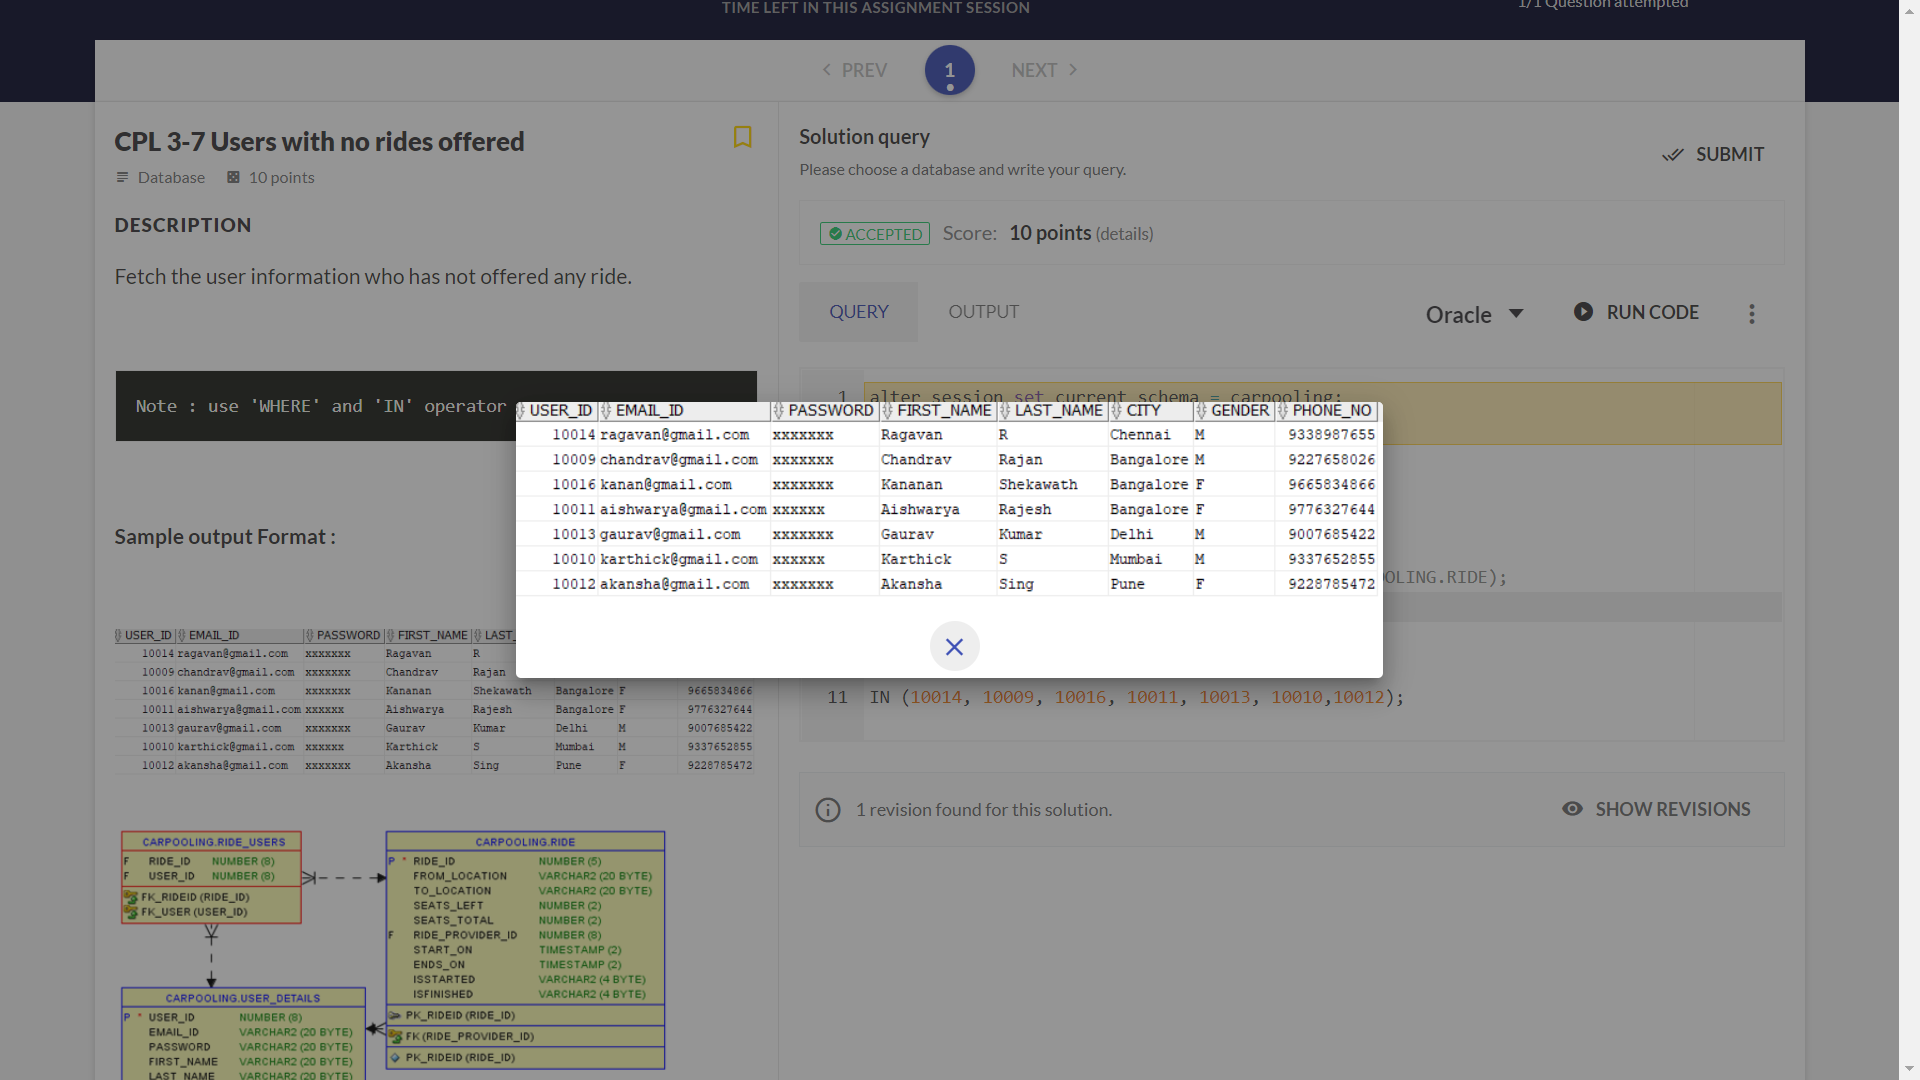 TIME LEFT IN THIS ASSIGNMENT SESSION
1/1 Question attempted
PREV
1
NEXT
CPL 3-7 Users with no rides offered
Database
10 points
DESCRIPTION
Fetch the user information who has not offered any ride.
Note : use 'WHERE' and 'IN' operator
Sample output Format :
USER_ID EMAIL_ID PASSWORD FIRST_NAME LAST_
10014 ragavan@gmail.com xxxxxxx Ragavan R
10009 chandrav@gmail.com xxxxxxx Chandrav Rajan
10016 kanan@gmail.com xxxxxxx Kananan Shekawath Bangalore F 9665834866
10011 aishwarya@gmail.com xxxxxx Aishwarya Rajesh Bangalore F 9776327644
10013 gaurav@gmail.com xxxxxxx Gaurav Kumar Delhi M 9007685422
10010 karthick@gmail.com xxxxxx Karthick S Mumbai M 9337652855
10012 akansha@gmail.com xxxxxxx Akansha Sing Pune F 9228785472
CARPOOLING.RIDE_USERS
F RIDE_ID NUMBER (8)
F USER_ID NUMBER (8)
FK_RIDEID (RIDE_ID)
FK_USER (USER_ID)
CARPOOLING.RIDE
P * RIDE_ID NUMBER (5)
FROM_LOCATION VARCHAR2 (20 BYTE)
TO_LOCATION VARCHAR2 (20 BYTE)
SEATS_LEFT NUMBER (2)
SEATS_TOTAL NUMBER (2)
F RIDE_PROVIDER_ID NUMBER (8)
START_ON TIMESTAMP (2)
ENDS_ON TIMESTAMP (2)
ISSTARTED VARCHAR2 (4 BYTE)
ISFINISHED VARCHAR2 (4 BYTE)
PK_RIDEID (RIDE_ID)
FK (RIDE_PROVIDER_ID)
PK_RIDEID (RIDE_ID)
CARPOOLING.USER_DETAILS
P * USER_ID NUMBER (8)
EMAIL_ID VARCHAR2 (20 BYTE)
PASSWORD VARCHAR2 (20 BYTE)
FIRST_NAME VARCHAR2 (20 BYTE)
LAST_NAME VARCHAR2 (20 BYTE)
Solution query
Please choose a database and write your query.
SUBMIT
ACCEPTED Score: 10 points (details)
QUERY
OUTPUT
Oracle
RUN CODE
1 alter session set current_schema = carpooling;
OLING.RIDE);
11 IN (10014, 10009, 10016, 10011, 10013, 10010,10012);
1 revision found for this solution.
SHOW REVISIONS
USER_ID EMAIL_ID PASSWORD FIRST_NAME LAST_NAME CITY GENDER PHONE_NO
10014 ragavan@gmail.com xxxxxxx Ragavan R Chennai M 9338987655
10009 chandrav@gmail.com xxxxxxx Chandrav Rajan Bangalore M 9227658026
10016 kanan@gmail.com xxxxxxx Kananan Shekawath Bangalore F 9665834866
10011 aishwarya@gmail.com xxxxxx Aishwarya Rajesh Bangalore F 9776327644
10013 gaurav@gmail.com xxxxxxx Gaurav Kumar Delhi M 9007685422
10010 karthick@gmail.com xxxxxx Karthick S Mumbai M 9337652855
10012 akansha@gmail.com xxxxxxx Akansha Sing Pune F 9228785472